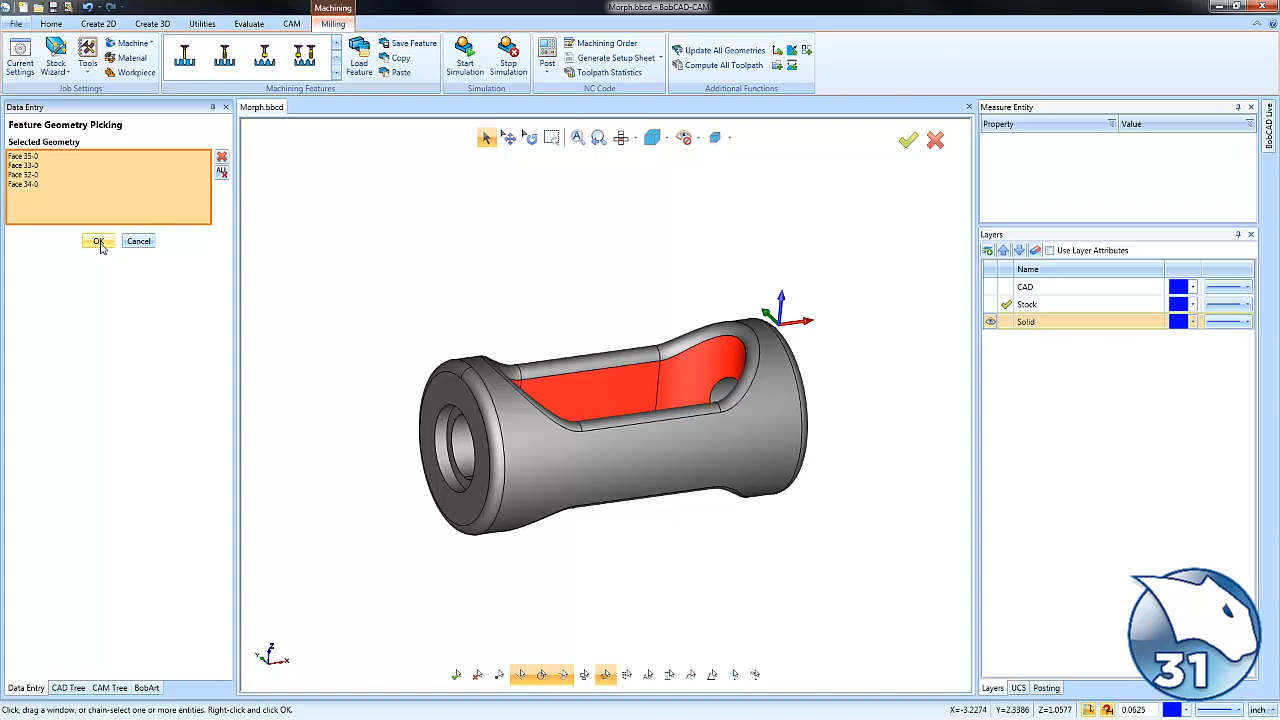 Morph.bbcd - BobCAD-CAM
Machining
File Home Create 2D Create 3D Utilities Evaluate CAM Milling
Current Settings
Stock Wizard
Tools
Machine
Material
Workpiece
Job Settings
Load Feature
Save Feature
Copy
Paste
Machining Features
Start Simulation
Stop Simulation
Simulation
Post
Machining Order
Generate Setup Sheet
Toolpath Statistics
NC Code
Update All Geometries
Compute All Toolpath
Additional Functions
Data Entry
Feature Geometry Picking
Selected Geometry
Face 35-0
Face 33-0
Face 52-0
Face 34-0
ALL
OK Cancel
Morph.bbcd
Measure Entity
Property Value
Layers
Use Layer Attributes
Name
CAD
Stock
Solid
BobCAD Live
Z
Y X
31
Data Entry CAD Tree CAM Tree BobArt
Layers UCS Posting
Click, drag a window, or chain-select one or more entities. Right-click and click OK.
X=-3.2274 Y=2.3386 Z=1.0577 0.0625 inch